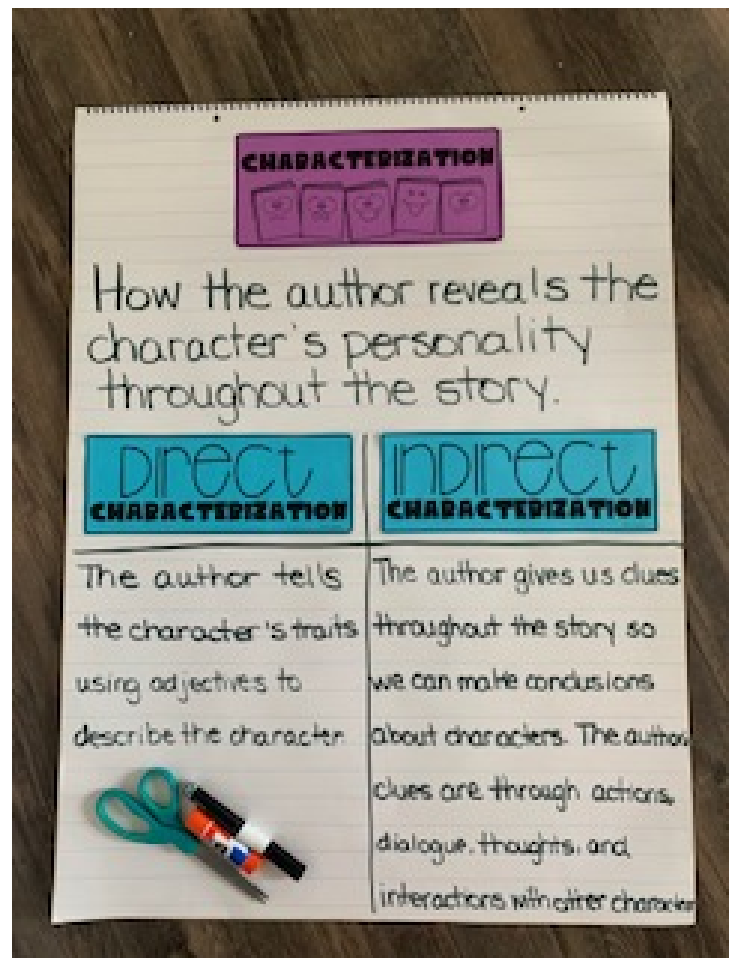 CHARACTERIZATION
How the author reveals the
character's personality
throughout the story.
DIRECT
CHARACTERIZATION
The author tells
the character's traits
using adjectives to
describe the character.
INDIRECT
CHARACTERIZATION
The author gives us clues
throughout the story so
we can make conclusions
about characters. The author
clues are through actions,
dialogue, thoughts, and
interactions with other character